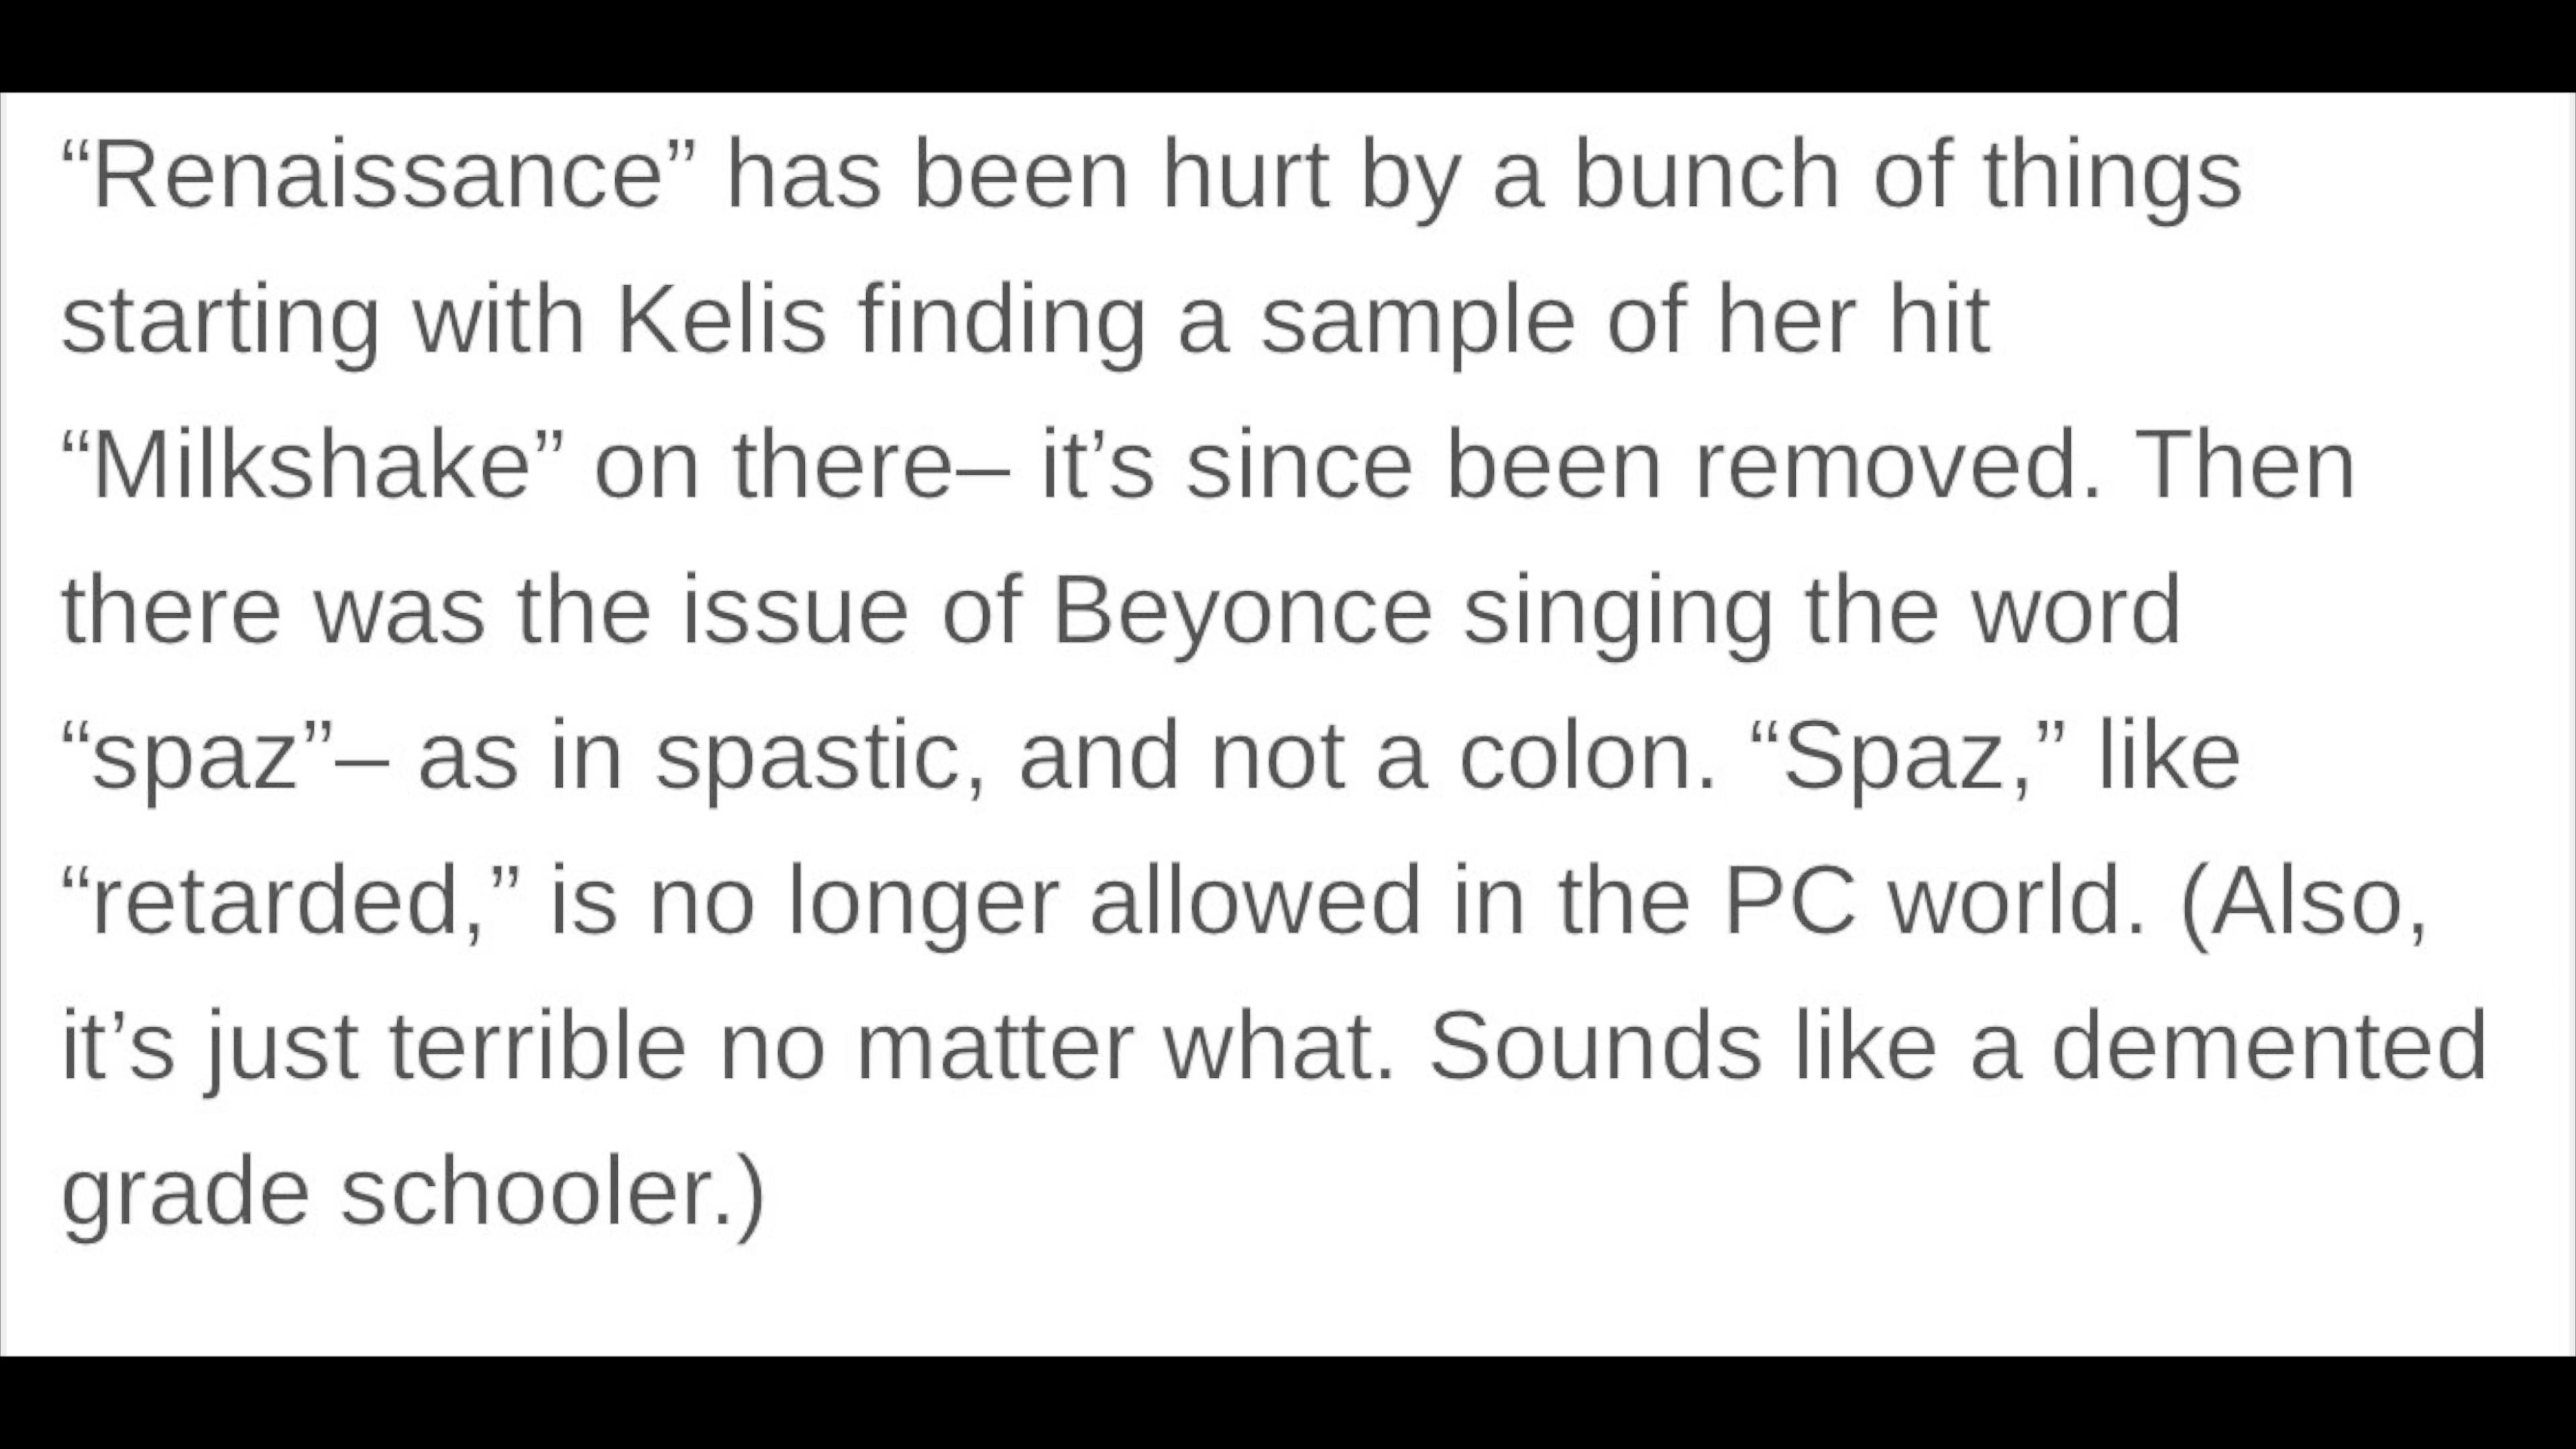 “Renaissance” has been hurt by a bunch of things
starting with Kelis finding a sample of her hit
“Milkshake” on there– it’s since been removed. Then
there was the issue of Beyonce singing the word
“spaz”– as in spastic, and not a colon. “Spaz,” like
“retarded,” is no longer allowed in the PC world. (Also,
it’s just terrible no matter what. Sounds like a demented
grade schooler.)